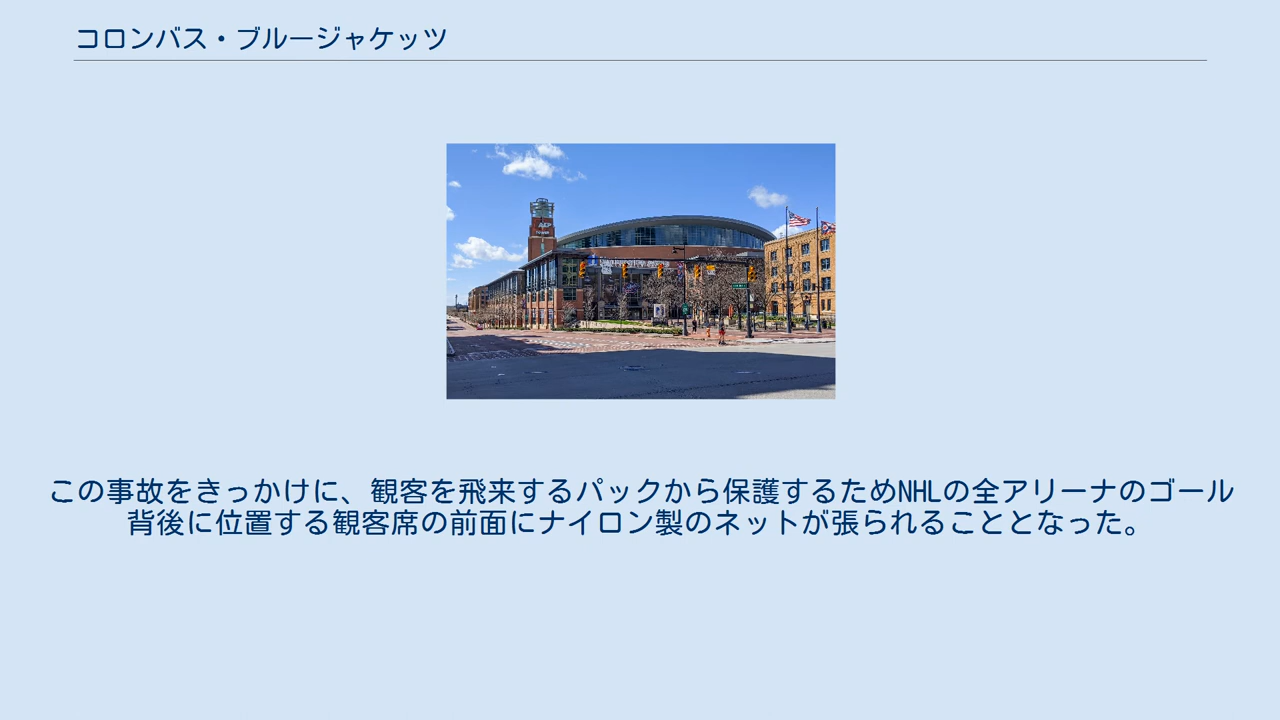 コロンバス・ブルージャケッツ
AEP
TOWER
この事故をきっかけに、観客を飛来するパックから保護するためNHLの全アリーナのゴール
背後に位置する観客席の前面にナイロン製のネットが張られることとなった。